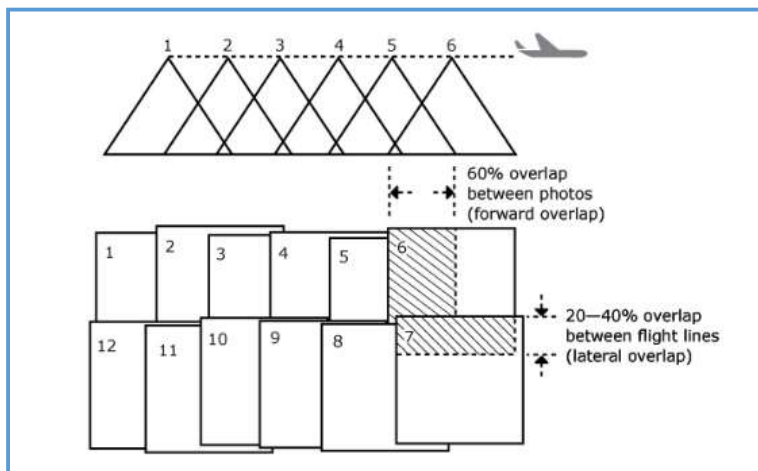 1 2 3 4 5 6
60% overlap
between photos
(forward overlap)
1 2 3 4 5 6
20—40% overlap
between flight lines
(lateral overlap)
12 11 10 9 8 7